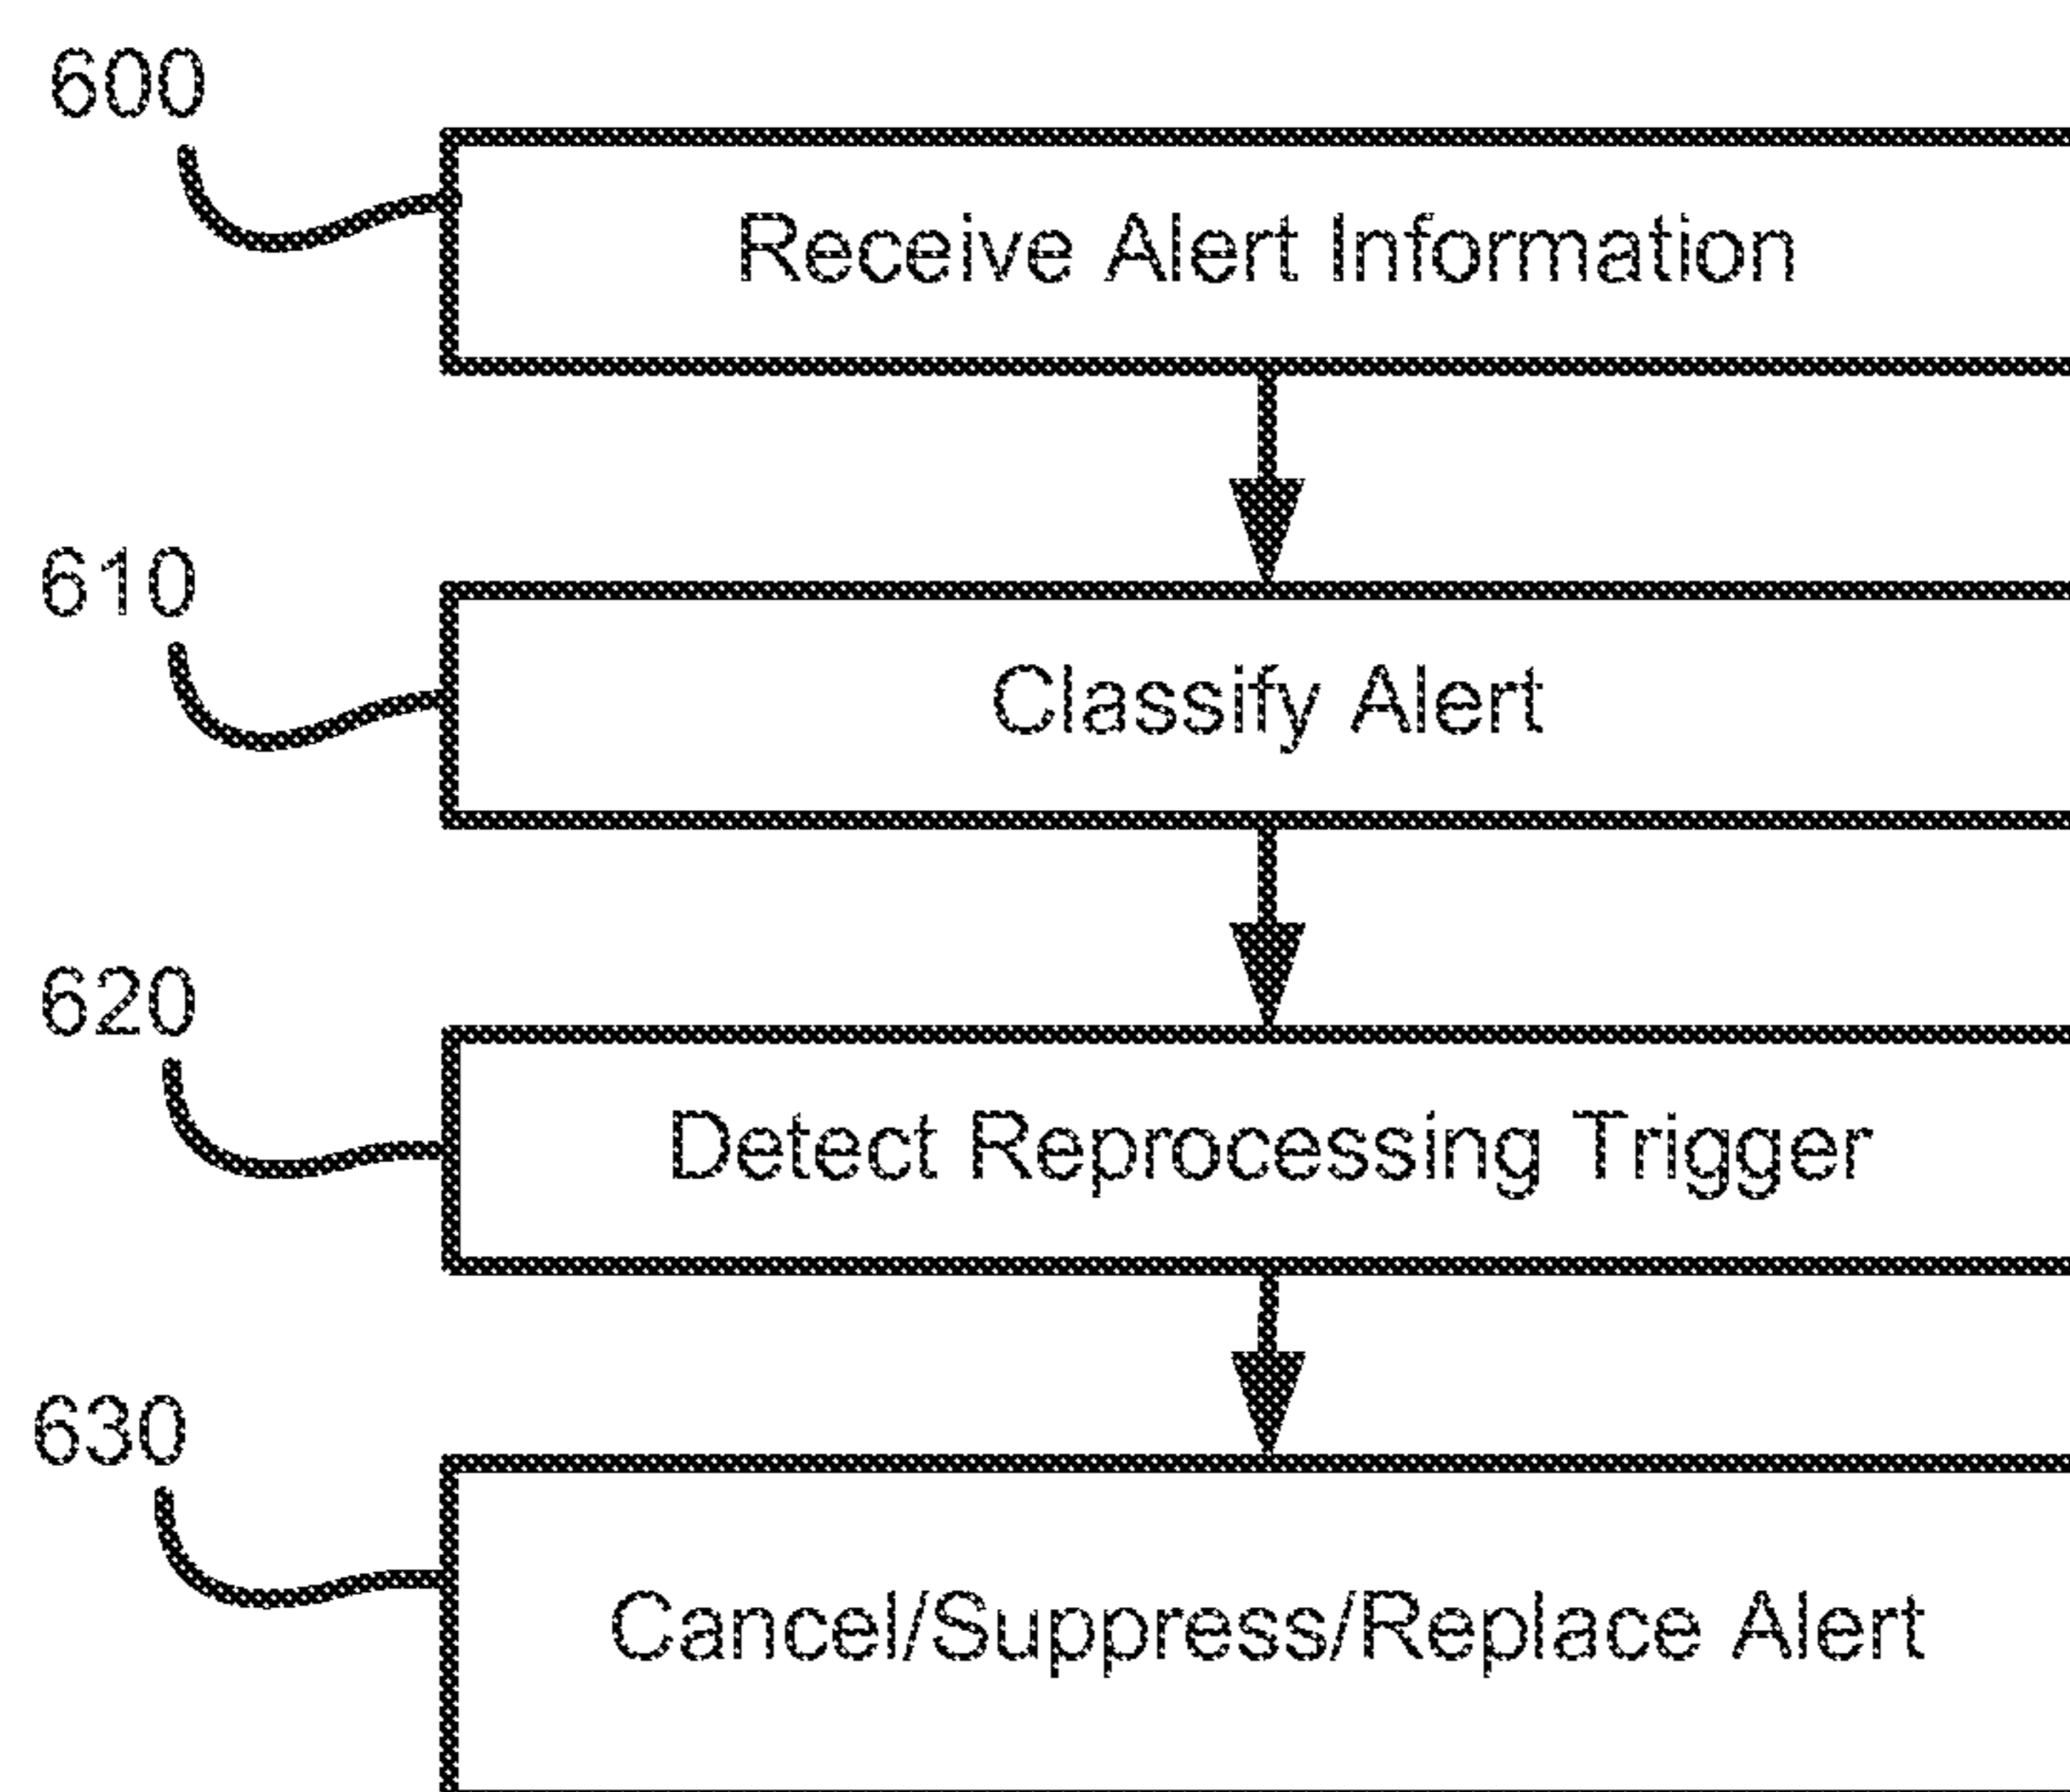 600
Receive Alert Information
610
Classify Alert
620
Detect Reprocessing Trigger
630
Cancel/Suppress/Replace Alert